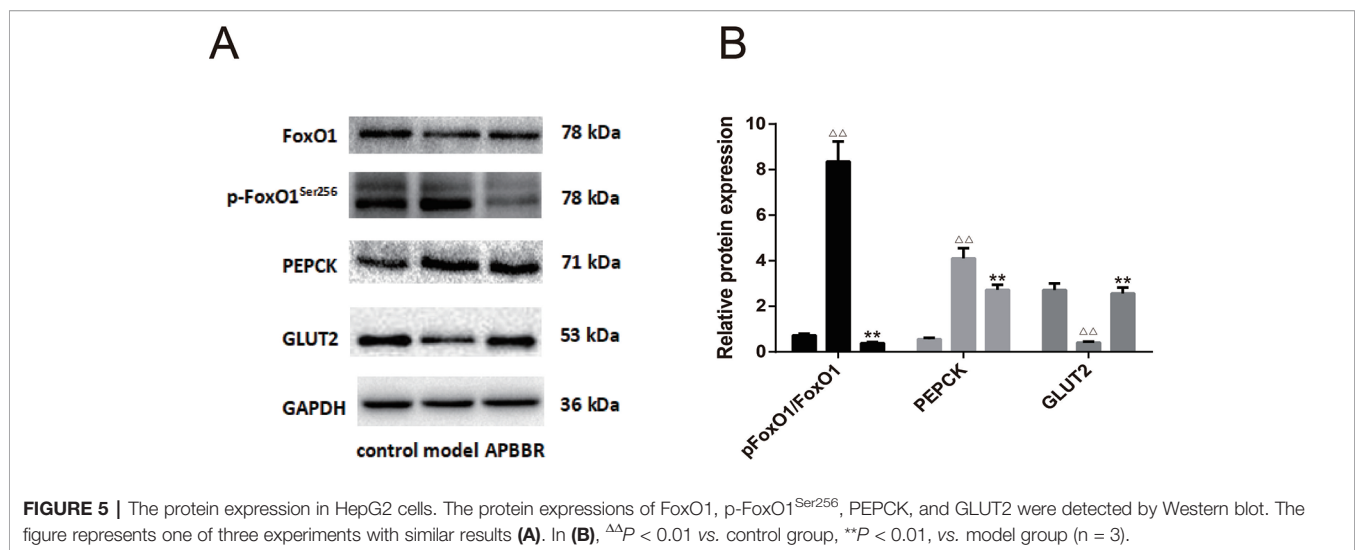 A
FoxO1 78 kDa
p-FoxO1Ser256 78 kDa
PEPCK 71 kDa
GLUT2 53 kDa
GAPDH 36 kDa
control model APBBR
B
Relative protein expression
10
8
6
4
2
0
△△
**
△△
**
△△
**
pFoxO1/FoxO1
PEPCK
GLUT2
FIGURE 5 | The protein expression in HepG2 cells. The protein expressions of FoxO1, p-FoxO1Ser256, PEPCK, and GLUT2 were detected by Western blot. The
figure represents one of three experiments with similar results (A). In (B), ΔΔP < 0.01 vs. control group, **P < 0.01, vs. model group (n = 3).